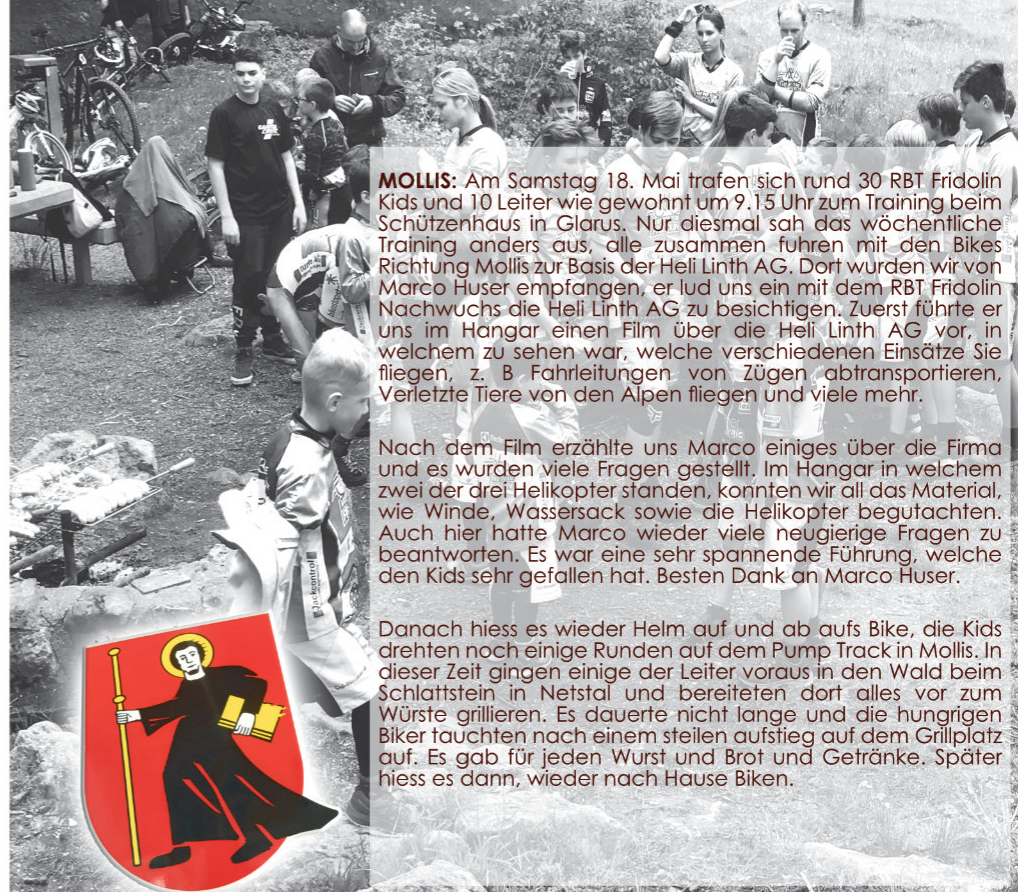 MOLLIS: Am Samstag 18. Mai trafen sich rund 30 RBT Fridolin
Kids und 10 Leiter wie gewohnt um 9.15 Uhr zum Training beim
Schützenhaus in Glarus. Nur diesmal sah das wöchentliche
Training anders aus, alle zusammen fuhren mit den Bikes
Richtung Mollis zur Basis der Heli Linth AG. Dort wurden wir von
Marco Huser empfangen, er lud uns ein mit dem RBT Fridolin
Nachwuchs die Heli Linth AG zu besichtigen. Zuerst führte er
uns im Hangar einen Film über die Heli Linth AG vor, in
welchem zu sehen war, welche verschiedenen Einsätze Sie
fliegen, z. B Fahrleitungen von Zügen abtransportieren,
Verletzte Tiere von den Alpen fliegen und viele mehr.
Nach dem Film erzählte uns Marco einiges über die Firma
und es wurden viele Fragen gestellt. Im Hangar in welchem
zwei der drei Helikopter standen, konnten wir all das Material,
wie Winde, Wassersack sowie die Helikopter begutachten.
Auch hier hatte Marco wieder viele neugierige Fragen zu
beantworten. Es war eine sehr spannende Führung, welche
den Kids sehr gefallen hat. Besten Dank an Marco Huser.
Danach hiess es wieder Helm auf und ab aufs Bike, die Kids
drehten noch einige Runden auf dem Pump Track in Mollis. In
dieser Zeit gingen einige der Leiter voraus in den Wald beim
Schlattstein in Netstal und bereiteten dort alles vor zum
Würste grillieren. Es dauerte nicht lange und die hungrigen
Biker tauchten nach einem steilen aufstieg auf dem Grillplatz
auf. Es gab für jeden Wurst und Brot und Getränke. Später
hiess es dann, wieder nach Hause Biken.
Jackcontrol